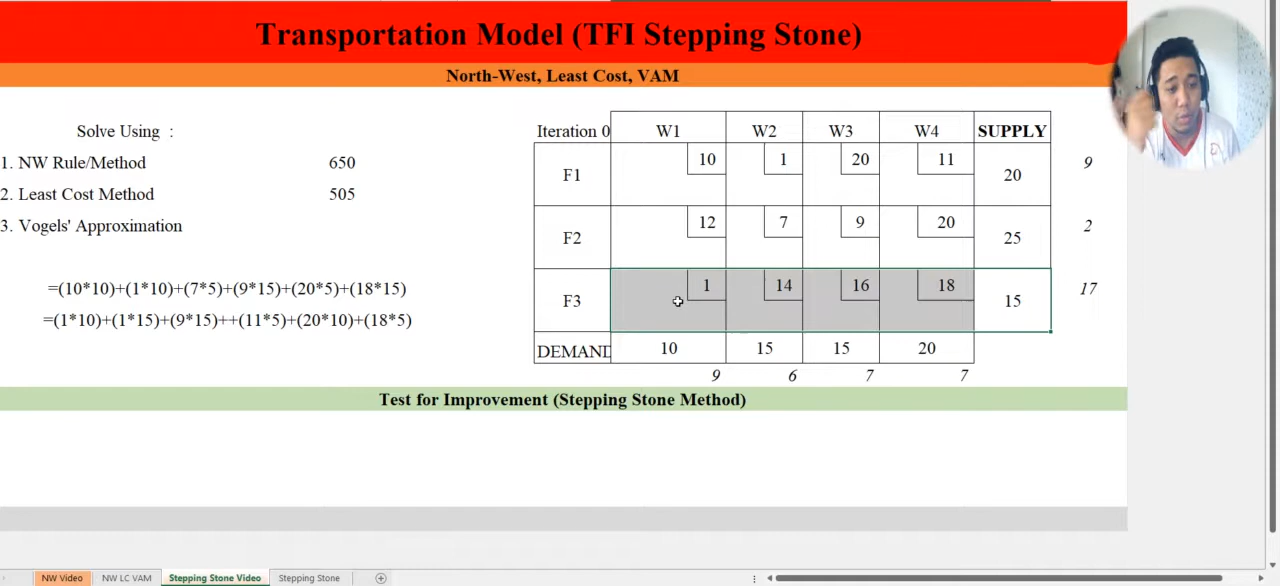 Transportation Model (TFI Stepping Stone)
North-West, Least Cost, VAM
Solve Using :
1. NW Rule/Method 650
2. Least Cost Method 505
3. Vogels' Approximation
=(10*10)+(1*10)+(7*5)+(9*15)+(20*5)+(18*15)
=(1*10)+(1*15)+(9*15)++(11*5)+(20*10)+(18*5)
Iteration 0 W1 W2 W3 W4 SUPPLY
10 1 20 11 9
F1 20
12 7 9 20 2
F2 25
1 14 16 18 17
F3 15
DEMAND 10 15 15 20
9 6 7 7
Test for Improvement (Stepping Stone Method)
NW Video NW LC VAM Stepping Stone Video Stepping Stone